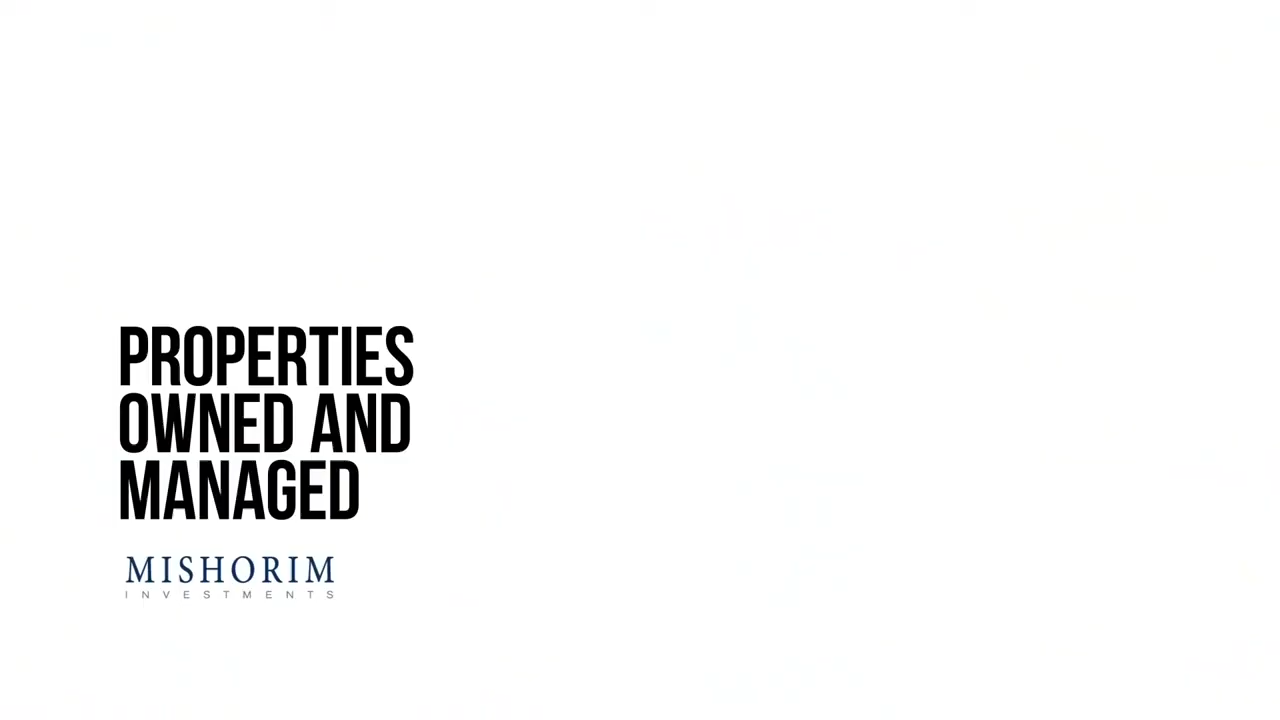 PROPERTIES
OWNED AND
MANAGED
MISHORIM
INVESTMENTS